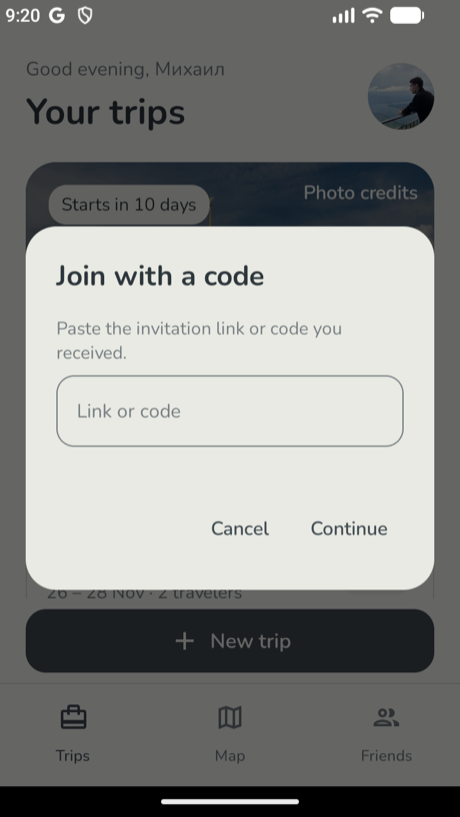 9:20 G
Good evening, Михаил
Your trips
Starts in 10 days
Photo credits
Join with a code
Paste the invitation link or code you
received.
Link or code
Cancel
Continue
26 – 28 Nov · 2 travelers
+ New trip
Trips
Map
Friends